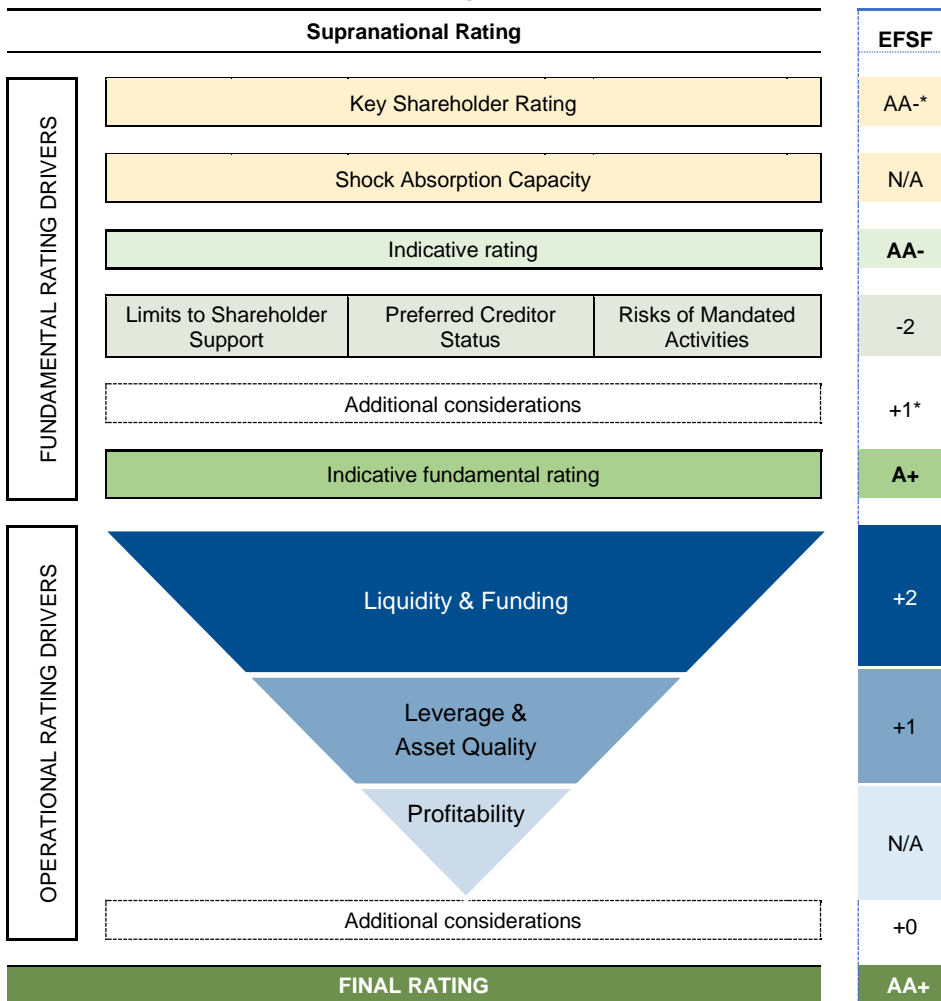 Supranational Rating
EFSF
FUNDAMENTAL RATING DRIVERS
Key Shareholder Rating
AA-*
Shock Absorption Capacity
N/A
Indicative rating
AA-
Limits to Shareholder
Support
Preferred Creditor
Status
Risks of Mandated
Activities
-2
Additional considerations
+1*
Indicative fundamental rating
A+
OPERATIONAL RATING DRIVERS
Liquidity & Funding
+2
Leverage &
Asset Quality
+1
Profitability
N/A
Additional considerations
+0
FINAL RATING
AA+